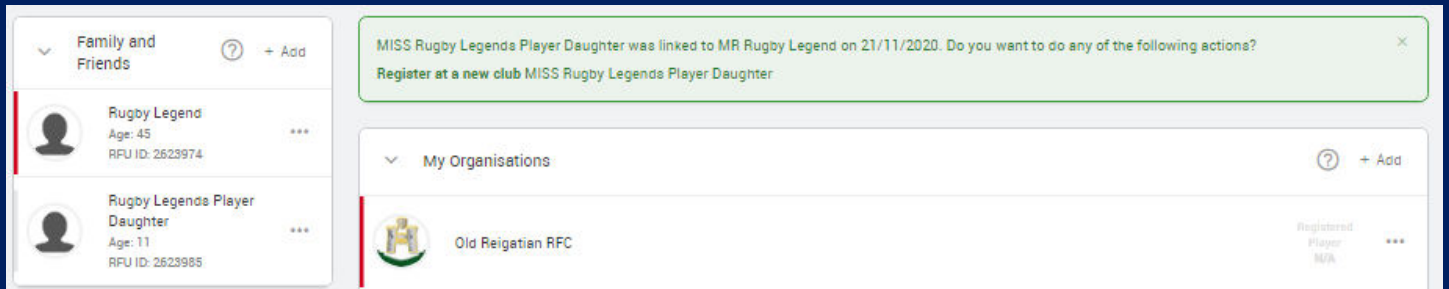 Family and
Friends
+ Add
Rugby Legend
Age: 45
RFU ID: 2623974
Rugby Legends Player
Daughter
Age: 11
RFU ID: 2623985
MISS Rugby Legends Player Daughter was linked to MR Rugby Legend on 21/11/2020. Do you want to do any of the following actions?
Register at a new club MISS Rugby Legends Player Daughter
My Organisations
+ Add
Old Reigatian RFC
Registered
Player
N/A